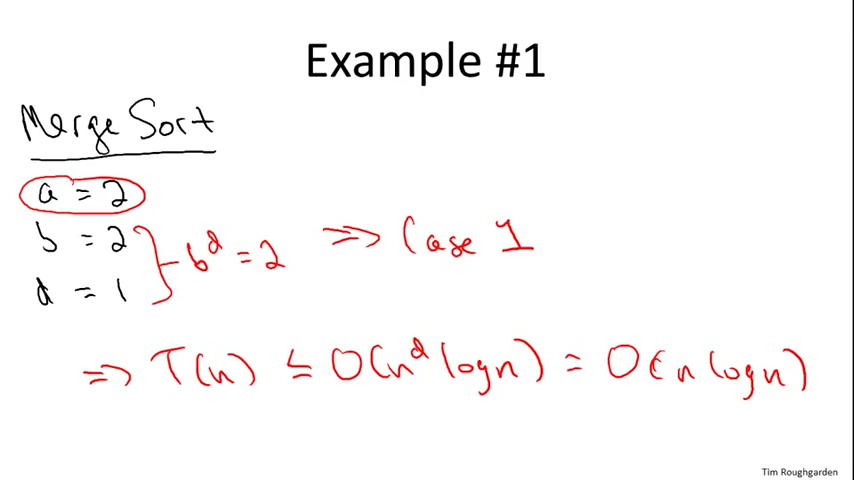 Example #1
Merge Sort
a = 2
b = 2
d = 1
b^d = 2 ⇒ Case 1
⇒ T(n) ≤ O(n^d log n) = O(n log n)
Tim Roughgarden